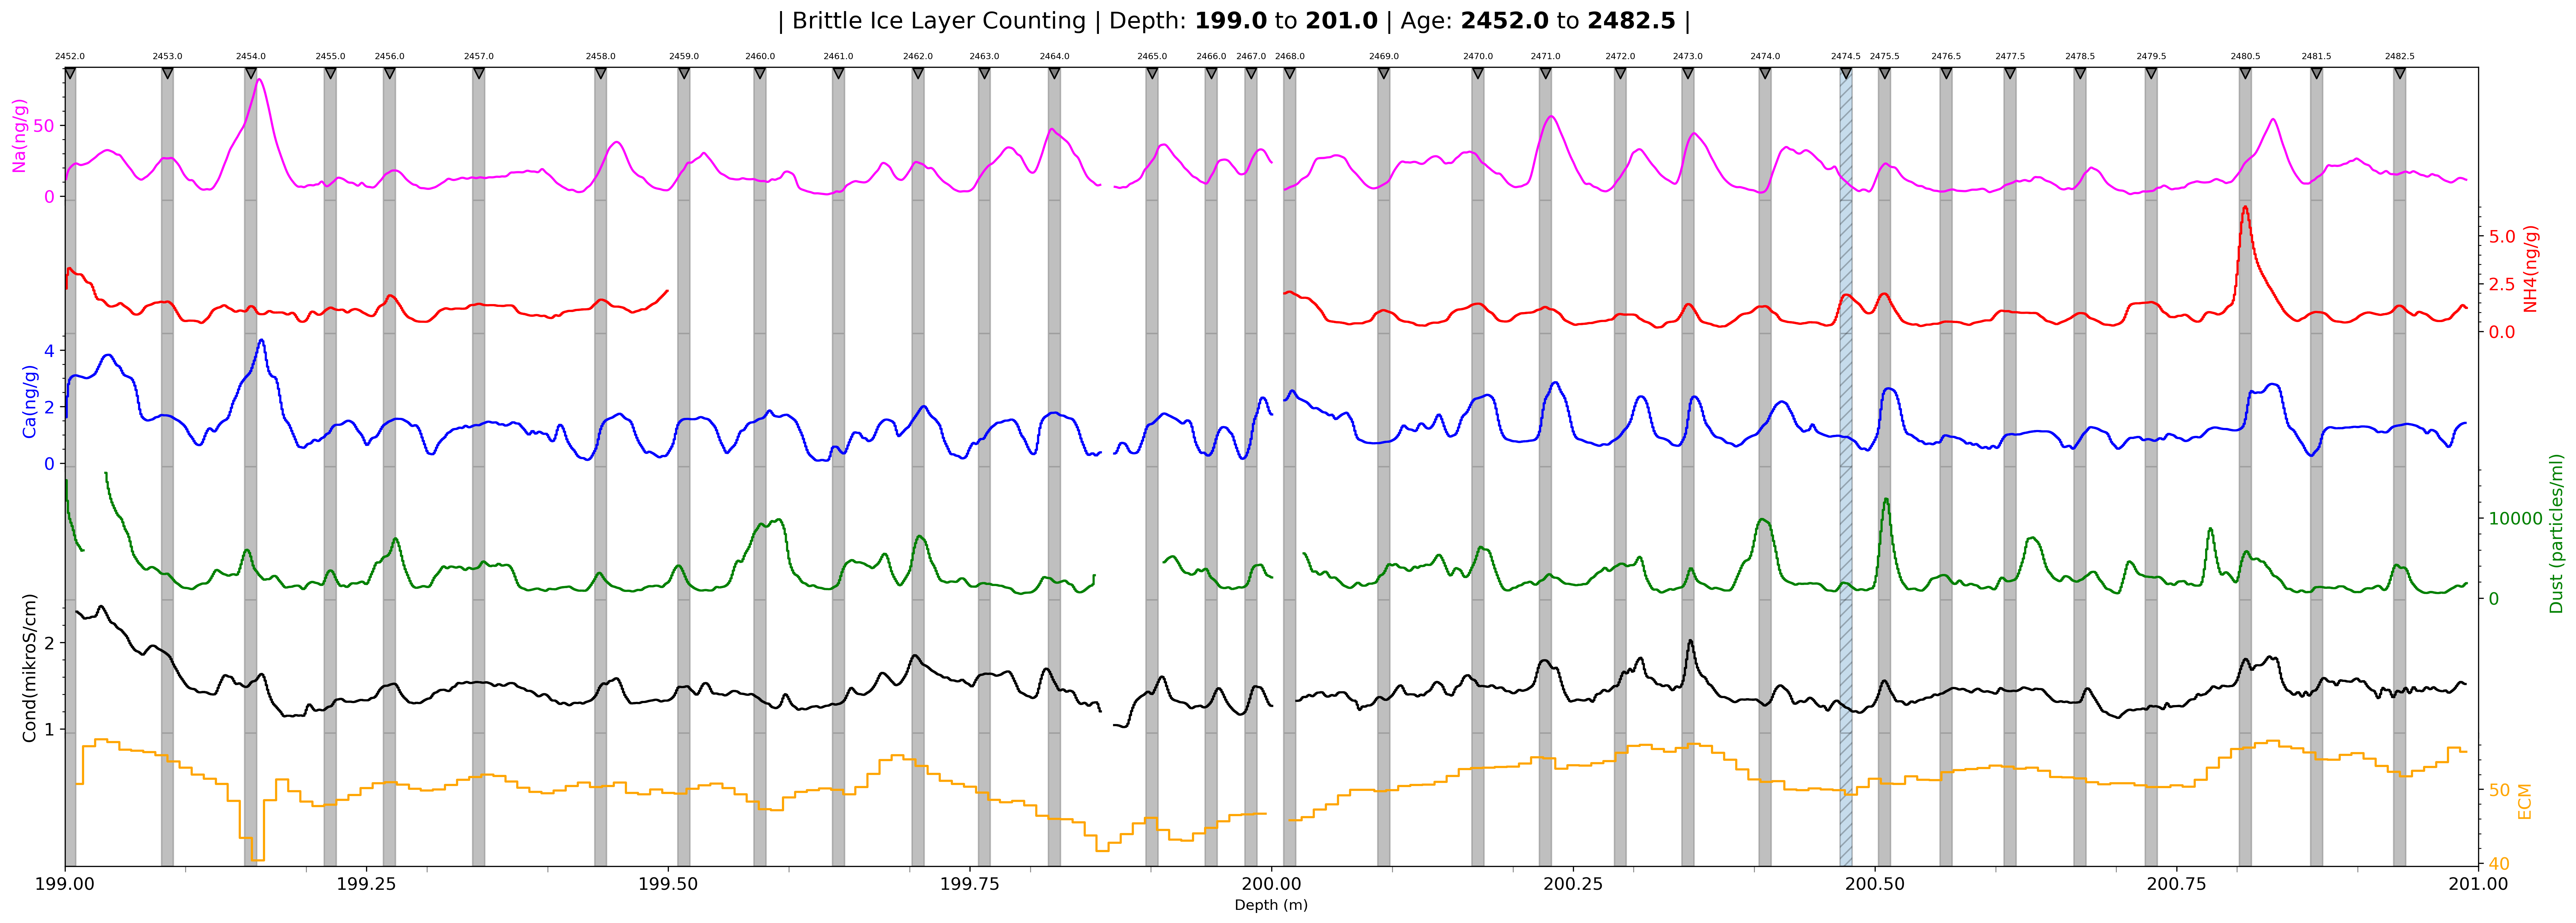 | Brittle Ice Layer Counting | Depth: 199.0 to 201.0 | Age: 2452.0 to 2482.5 |
2452.0 2453.0 2454.0 2455.0 2456.0 2457.0 2458.0 2459.0 2460.0 2461.0 2462.0 2463.0 2464.0 2465.0 2466.0 2467.0 2468.0 2469.0 2470.0 2471.0 2472.0 2473.0 2474.0 2474.5 2475.5 2476.5 2477.5 2478.5 2479.5 2480.5 2481.5 2482.5
Na(ng/g)
50
0
NH4(ng/g)
5.0
2.5
0.0
Ca(ng/g)
4
2
0
Dust (particles/ml)
10000
0
Cond(mikroS/cm)
2
1
ECM
50
40
199.00 199.25 199.50 199.75 200.00 200.25 200.50 200.75 201.00
Depth (m)